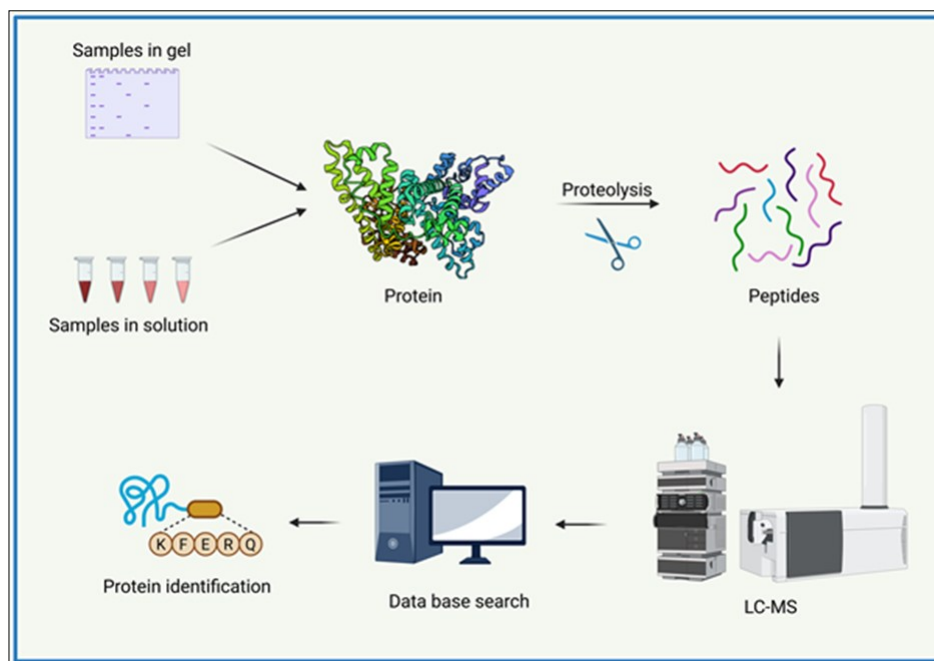 Samples in gel
Samples in solution
Protein
Proteolysis
Peptides
LC-MS
Data base search
K F E R Q
Protein identification